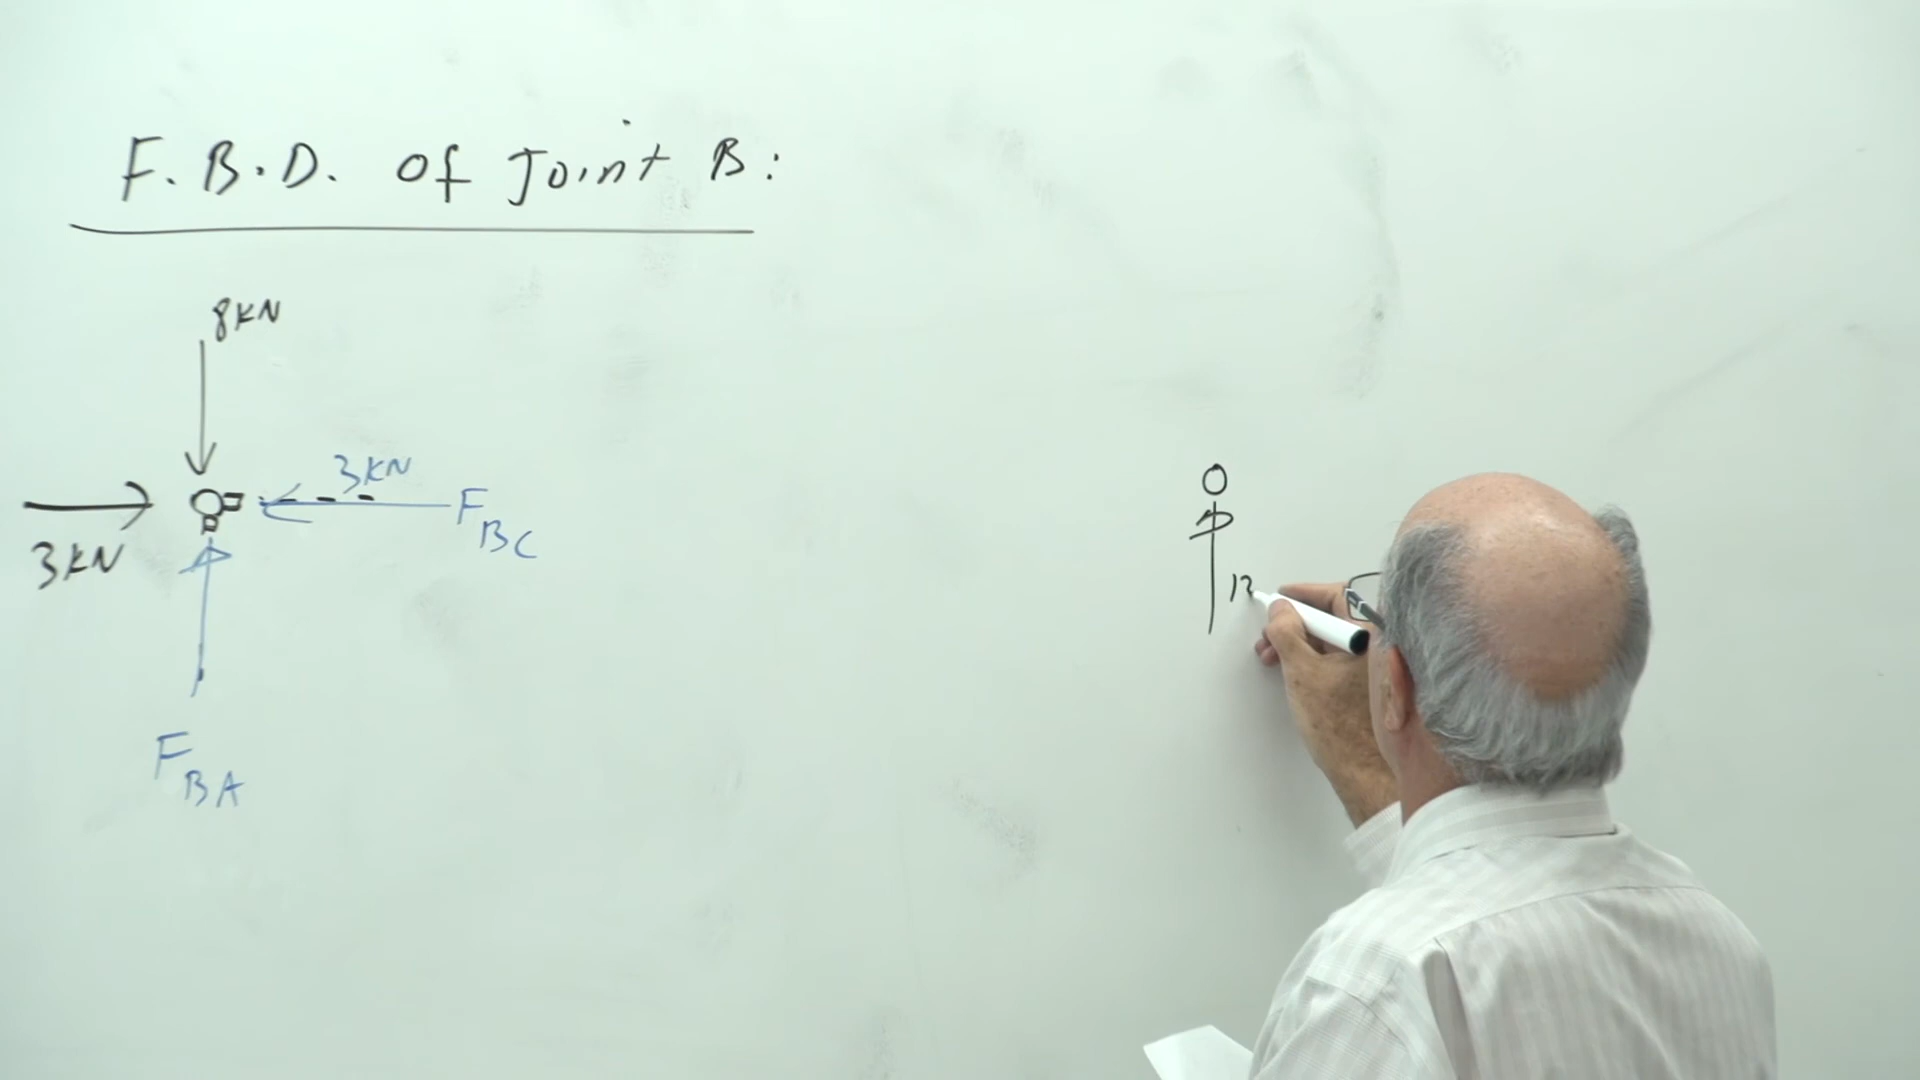 F.B.D. of Joint B:
8KN
3KN
F BC
3KN
F BA